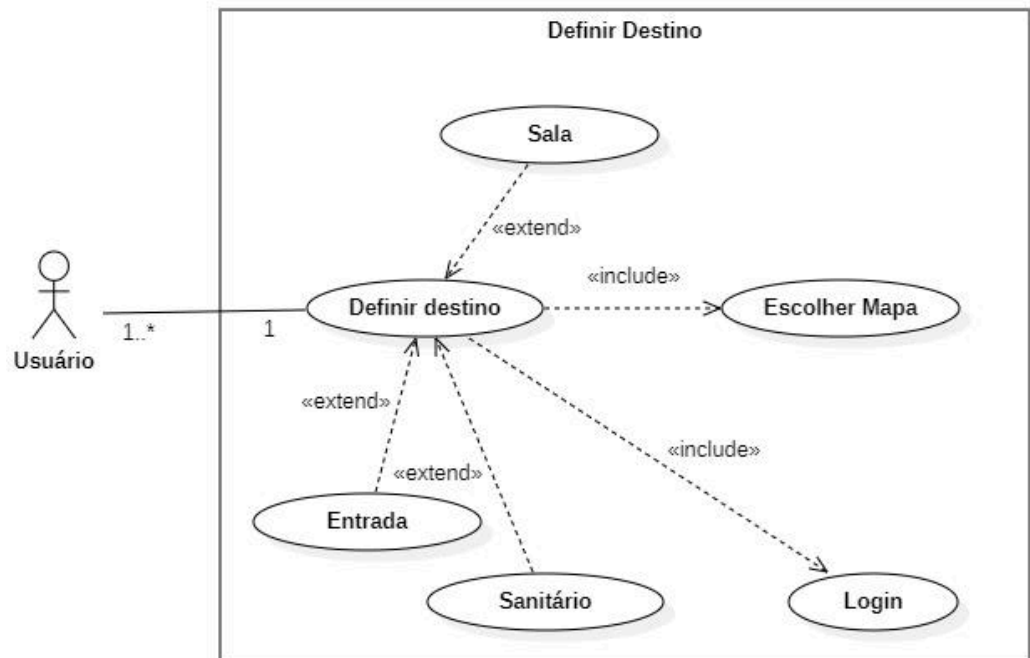 Definir Destino
Sala
«extend»
«include»
Definir destino
Escolher Mapa
1..*
1
Usuário
«extend»
«include»
«extend»
Entrada
Sanitário
Login